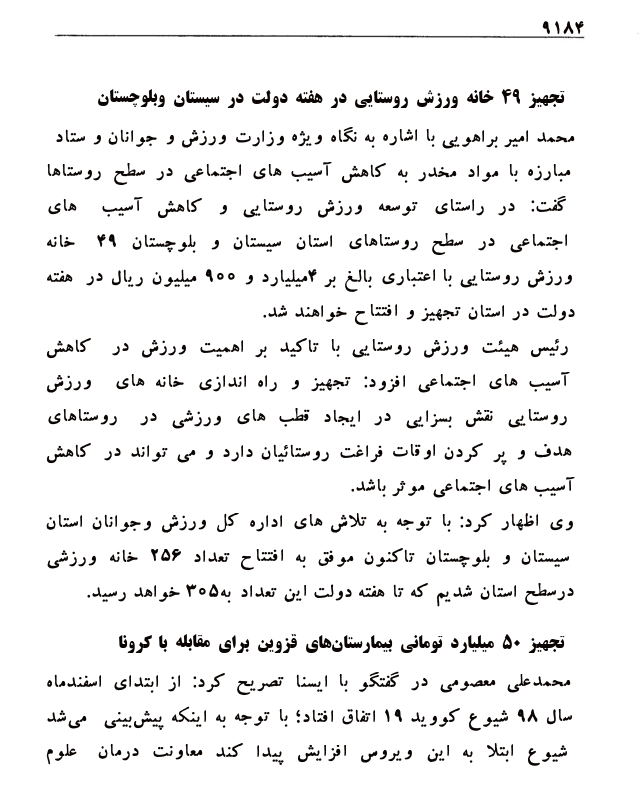 ۹۱۸۴
تجهیز ۴۹ خانه ورزش روستایی در هفته دولت در سیستان وبلوچستان
محمد امیر براهویی با اشاره به نگاه ویژه وزارت ورزش و جوانان و ستاد
مبارزه با مواد مخدر به کاهش آسیب های اجتماعی در سطح روستاها
گفت: در راستای توسعه ورزش روستایی و کاهش آسیب های
اجتماعی در سطح روستاهای استان سیستان و بلوچستان ۴۹ خانه
ورزش روستایی با اعتباری بالغ بر ۴میلیارد و ۹۰۰ میلیون ریال در هفته
دولت در استان تجهیز و افتتاح خواهند شد.
رئیس هیئت ورزش روستایی با تاکید بر اهمیت ورزش در کاهش
آسیب های اجتماعی افزود: تجهیز و راه اندازی خانه های ورزش
روستایی نقش بسزایی در ایجاد قطب های ورزشی در روستاهای
هدف و پر کردن اوقات فراغت روستائیان دارد و می تواند در کاهش
آسیب های اجتماعی موثر باشد.
وی اظهار کرد: با توجه به تلاش های اداره کل ورزش وجوانان استان
سیستان و بلوچستان تاکنون موفق به افتتاح تعداد ۲۵۶ خانه ورزشی
درسطح استان شدیم که تا هفته دولت این تعداد به۳۰۵ خواهد رسید.
تجهیز ۵۰ میلیارد تومانی بیمارستان‌های قزوین برای مقابله با کرونا
محمدعلی معصومی در گفتگو با ایسنا تصریح کرد: از ابتدای اسفندماه
سال ۹۸ شیوع کووید ۱۹ اتفاق افتاد؛ با توجه به اینکه پیش‌بینی می‌شد
شیوع ابتلا به این ویروس افزایش پیدا کند معاونت درمان علوم